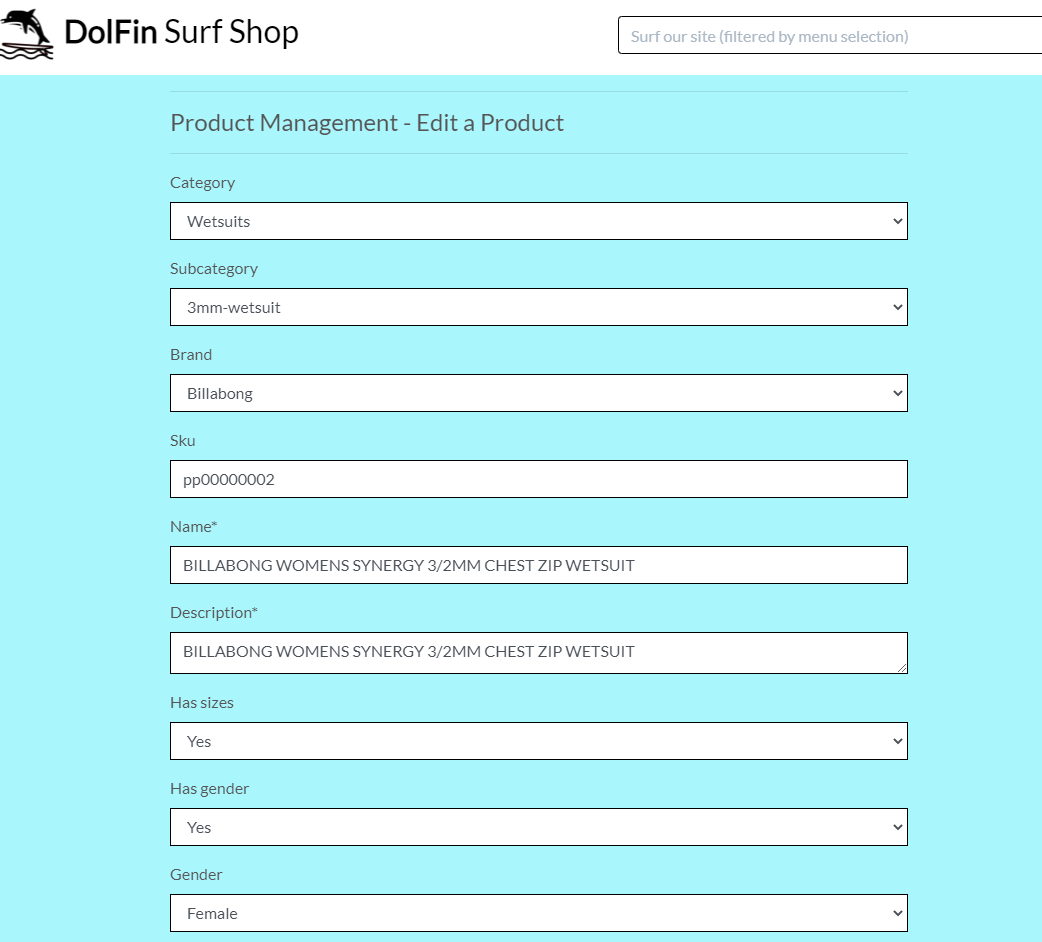 DolFin Surf Shop
Surf our site (filtered by menu selection)
Product Management - Edit a Product
Category
Wetsuits
Subcategory
3mm-wetsuit
Brand
Billabong
Sku
pp00000002
Name*
BILLABONG WOMENS SYNERGY 3/2MM CHEST ZIP WETSUIT
Description*
BILLABONG WOMENS SYNERGY 3/2MM CHEST ZIP WETSUIT
Has sizes
Yes
Has gender
Yes
Gender
Female